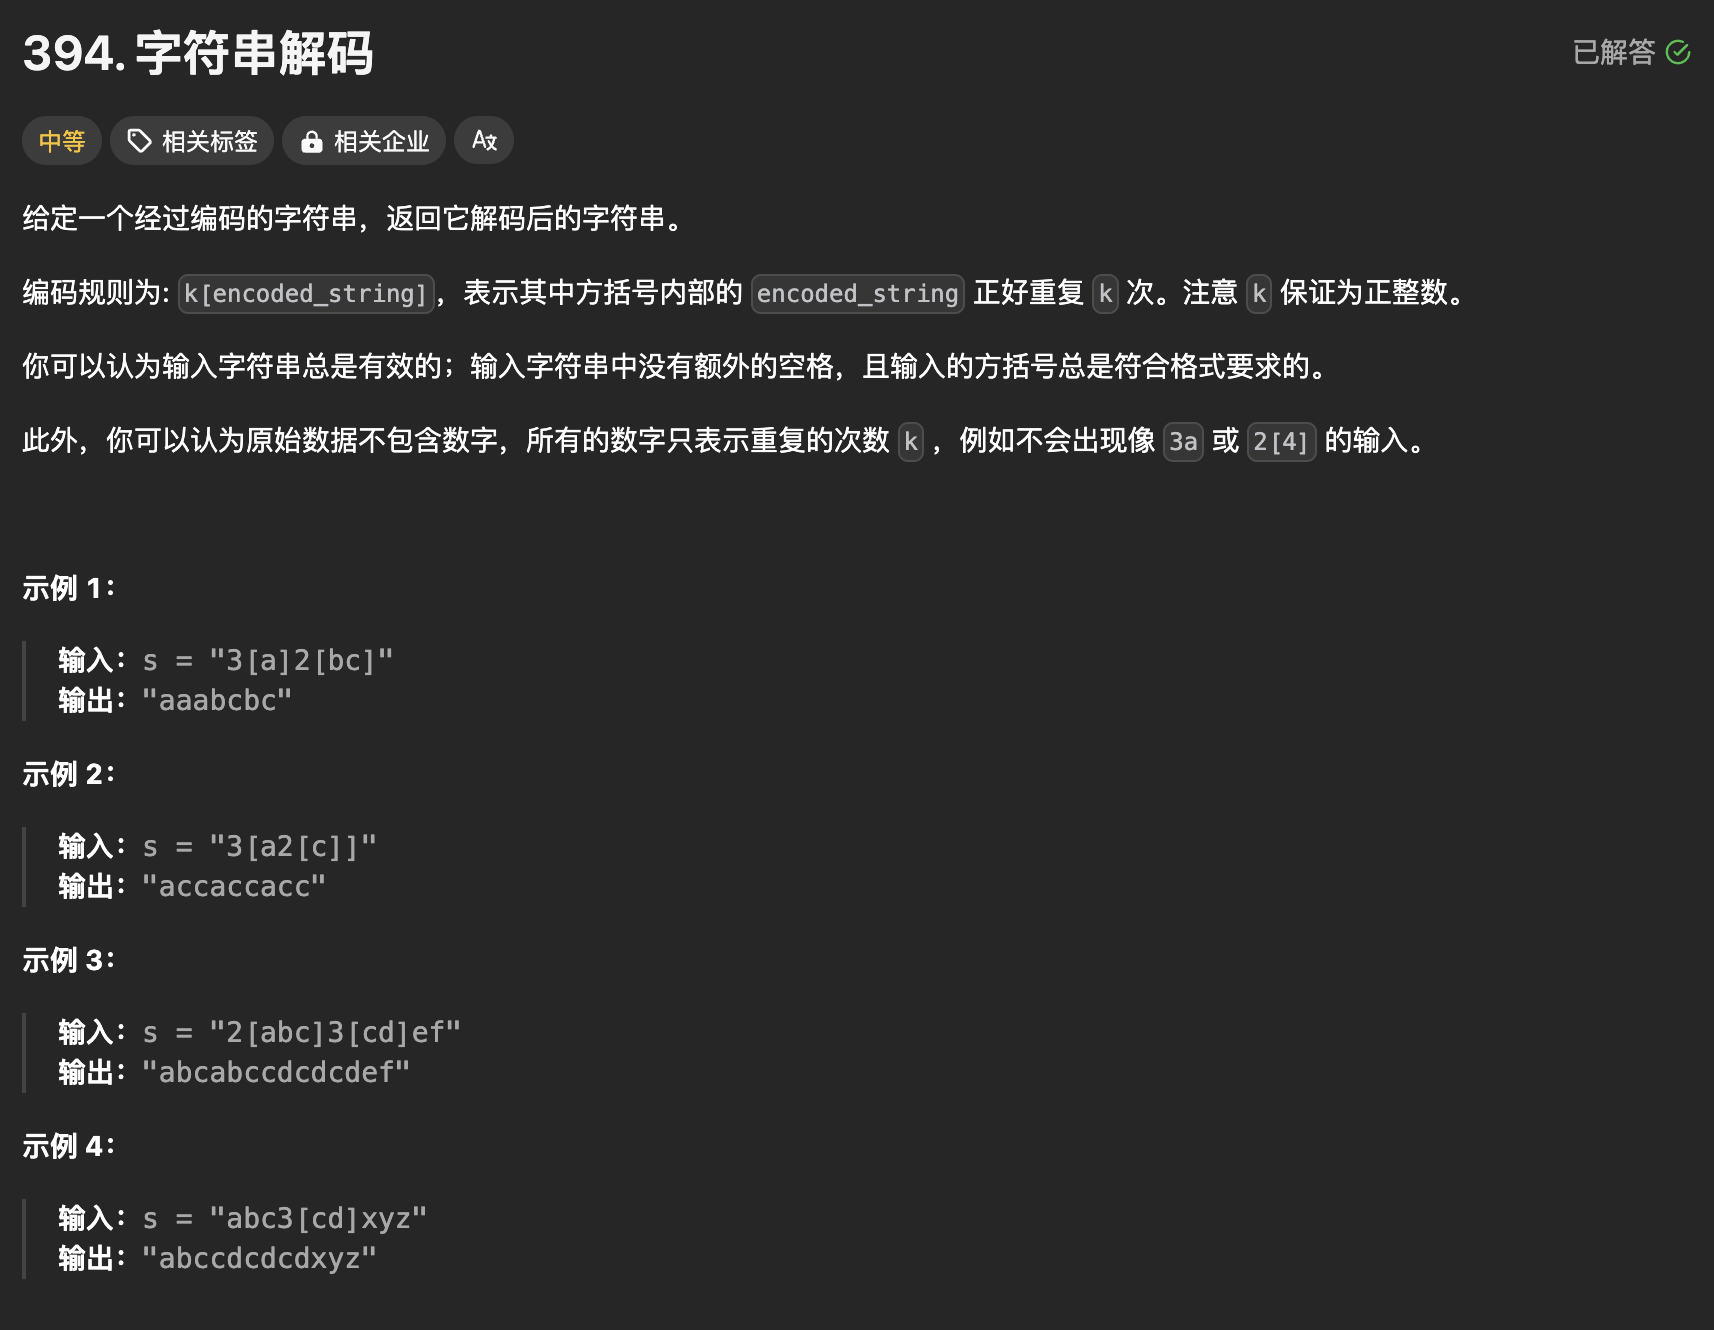 394. 字符串解码
已解答
中等
相关标签
相关企业
给定一个经过编码的字符串，返回它解码后的字符串。
编码规则为: k[encoded_string]，表示其中方括号内部的 encoded_string 正好重复 k 次。注意 k 保证为正整数。
你可以认为输入字符串总是有效的；输入字符串中没有额外的空格，且输入的方括号总是符合格式要求的。
此外，你可以认为原始数据不包含数字，所有的数字只表示重复的次数 k ，例如不会出现像 3a 或 2[4] 的输入。
示例 1：
输入：s = "3[a]2[bc]"
输出："aaabcbc"
示例 2：
输入：s = "3[a2[c]]"
输出："accaccacc"
示例 3：
输入：s = "2[abc]3[cd]ef"
输出："abcabccdcdcdef"
示例 4：
输入：s = "abc3[cd]xyz"
输出："abccdcdcdxyz"